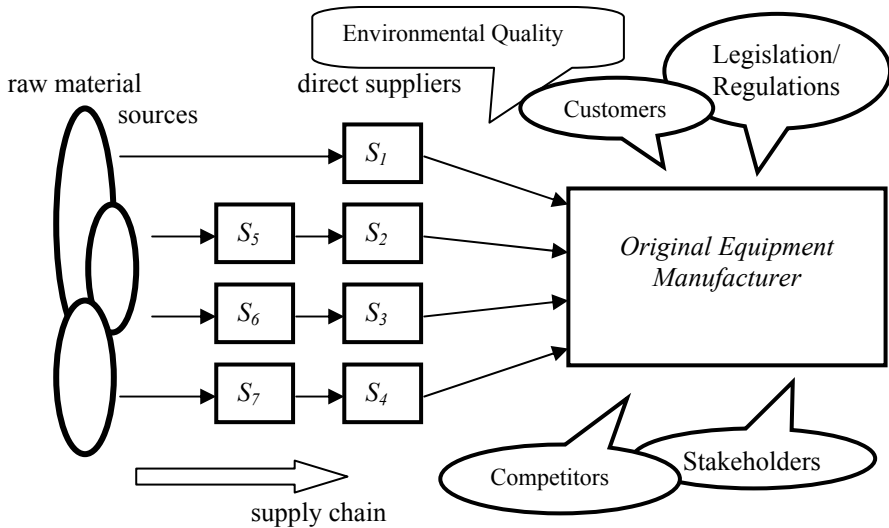 Environmental Quality
Legislation/
Regulations
raw material
sources
direct suppliers
Customers
S1
S5
S2
Original Equipment
Manufacturer
S6
S3
S7
S4
Competitors
Stakeholders
supply chain